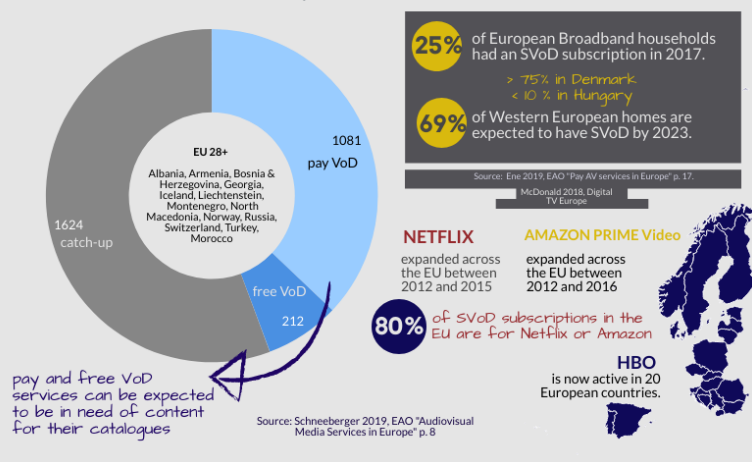 1081
pay VoD
EU 28+
Albania, Armenia, Bosnia &
Herzegovina, Georgia,
Iceland, Liechtenstein,
Montenegro, North
Macedonia, Norway, Russia,
Switzerland, Turkey,
Morocco
1624
catch-up
free VoD
212
pay and free VoD
services can be expected
to be in need of content
for their catalogues
Source: Schneeberger 2019, EAO "Audiovisual
Media Services in Europe" p. 8
25% of European Broadband households
had an SVoD subscription in 2017.
> 75% in Denmark
< 10 % in Hungary
69% of Western European homes are
expected to have SVoD by 2023.
Source: Ene 2019, EAO "Pay AV services in Europe" p. 17.
McDonald 2018, Digital
TV Europe
NETFLIX
expanded across
the EU between
2012 and 2015
AMAZON PRIME Video
expanded across
the EU between
2012 and 2016
80% of SVoD subscriptions in the
EU are for Netflix or Amazon
HBO
is now active in 20
European countries.